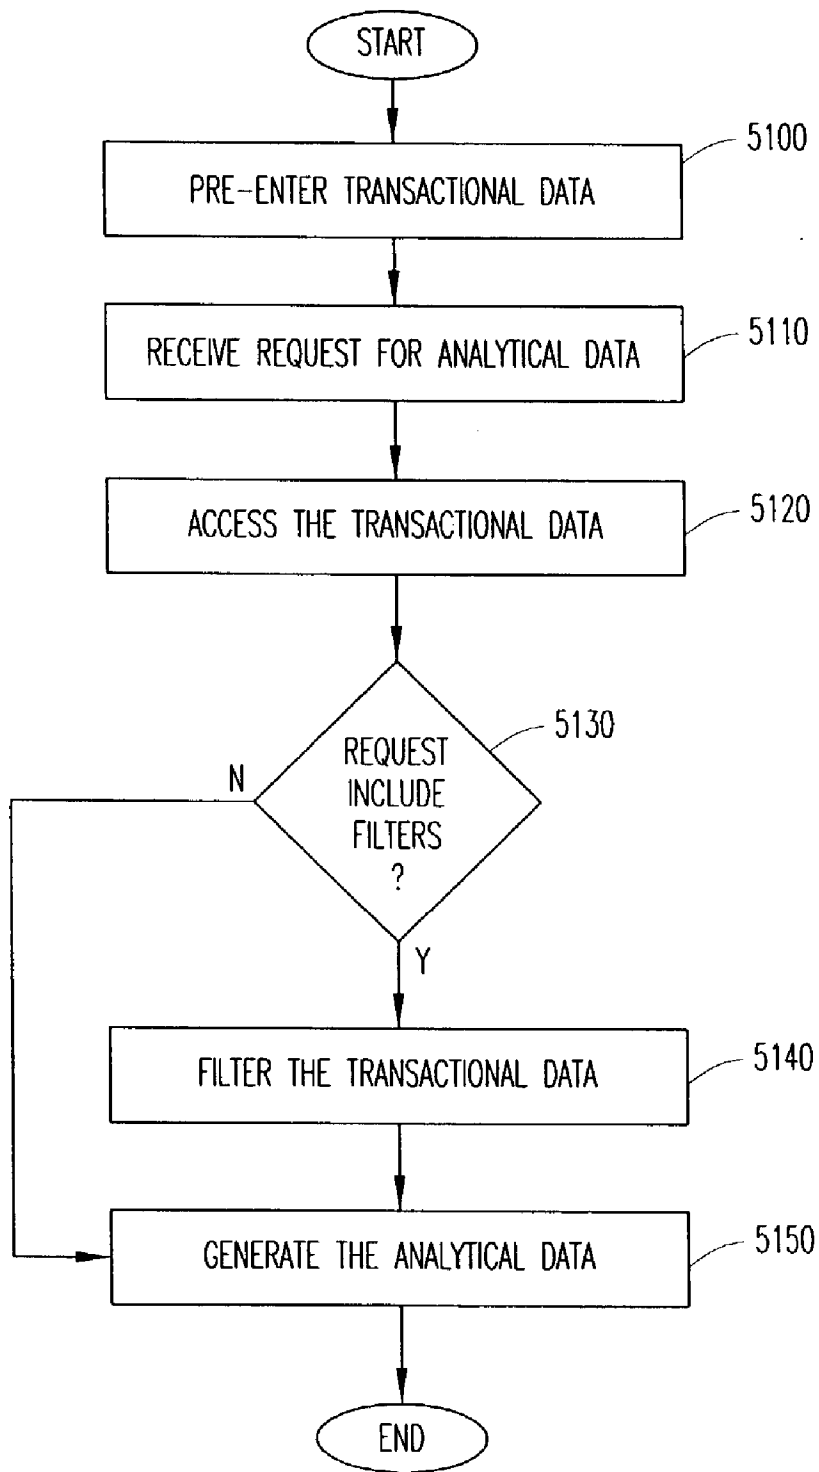 START
5100
PRE-ENTER TRANSACTIONAL DATA
5110
RECEIVE REQUEST FOR ANALYTICAL DATA
5120
ACCESS THE TRANSACTIONAL DATA
5130
REQUEST
INCLUDE
FILTERS
?
N
Y
5140
FILTER THE TRANSACTIONAL DATA
5150
GENERATE THE ANALYTICAL DATA
END